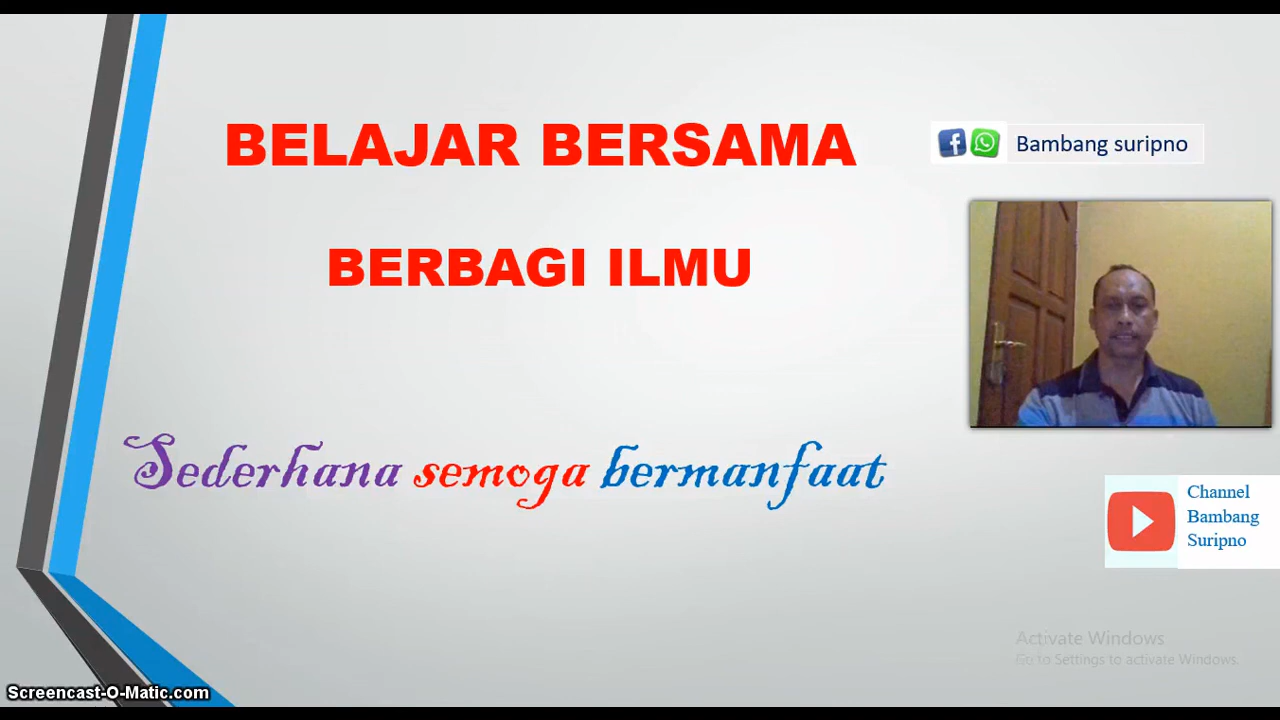 BELAJAR BERSAMA
Bambang suripno
BERBAGI ILMU
Sederhana semoga bermanfaat
Channel
Bambang
Suripno
Activate Windows
Go to Settings to activate Windows.
Screencast-O-Matic.com